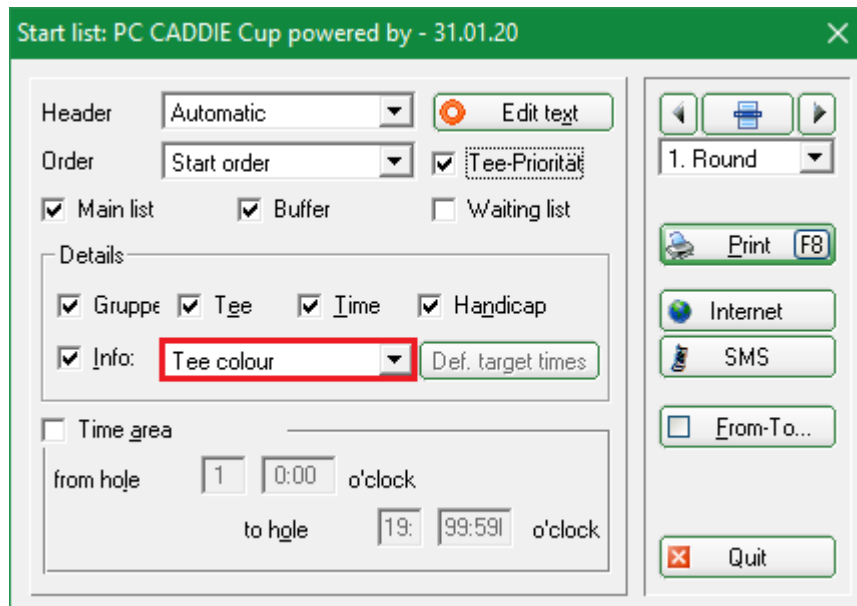 Start list: PC CADDIE Cup powered by - 31.01.20
Header Automatic Edit text
Order Start order Tee-Priorität 1. Round
Main list Buffer Waiting list
Details
Print F8
Gruppe Tee Time Handicap Internet
Info: Tee colour Def. target times SMS
Time area From-To...
from hole 1 0:00 o'clock
to hole 19: 99:59 o'clock
Quit